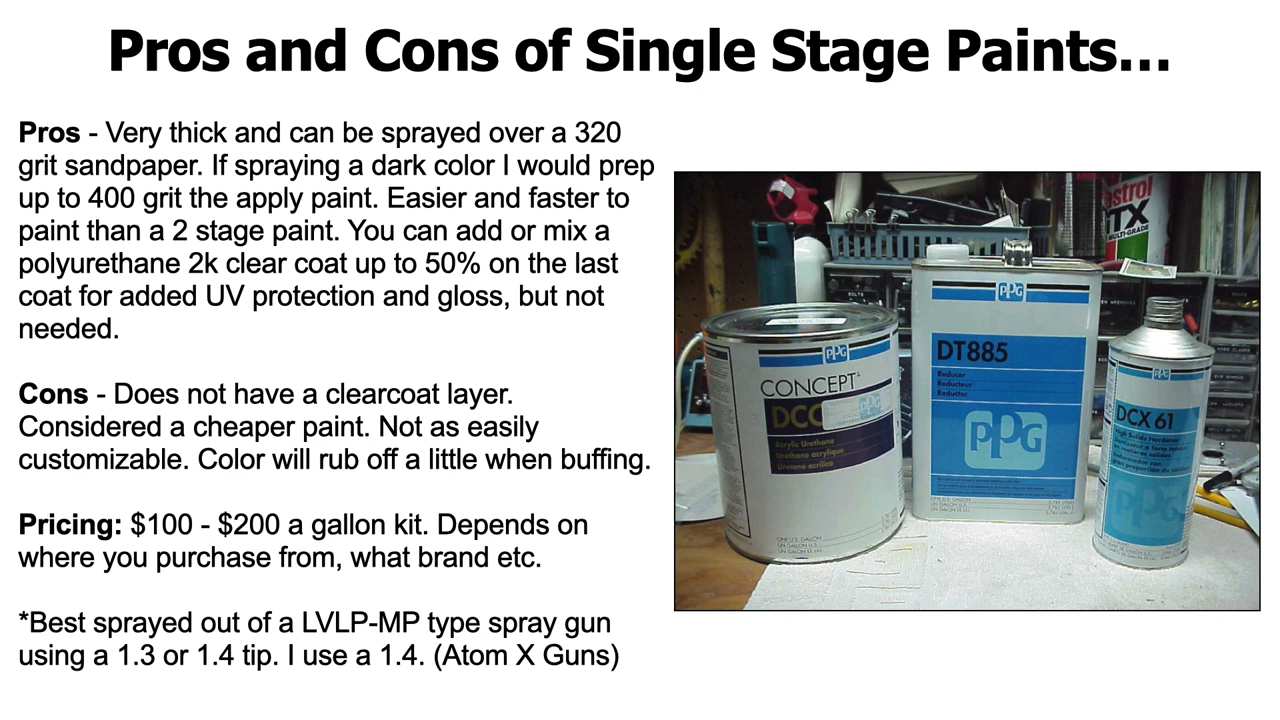 Pros and Cons of Single Stage Paints...
Pros - Very thick and can be sprayed over a 320
grit sandpaper. If spraying a dark color I would prep
up to 400 grit the apply paint. Easier and faster to
paint than a 2 stage paint. You can add or mix a
polyurethane 2k clear coat up to 50% on the last
coat for added UV protection and gloss, but not
needed.
Cons - Does not have a clearcoat layer.
Considered a cheaper paint. Not as easily
customizable. Color will rub off a little when buffing.
Pricing: $100 - $200 a gallon kit. Depends on
where you purchase from, what brand etc.
*Best sprayed out of a LVLP-MP type spray gun
using a 1.3 or 1.4 tip. I use a 1.4. (Atom X Guns)
PPG
CONCEPT
DCC
Acrylic Urethane
Uréthane acrylique
Uretano acrílico
ONE U.S. GALLON
PPG
DT885
Reducer
Reducteur
Reductor
PPG
PPG
DCX 61
High Solids Hardener
PPG
astrol
TX
MULTI-GRADE
BOLTS